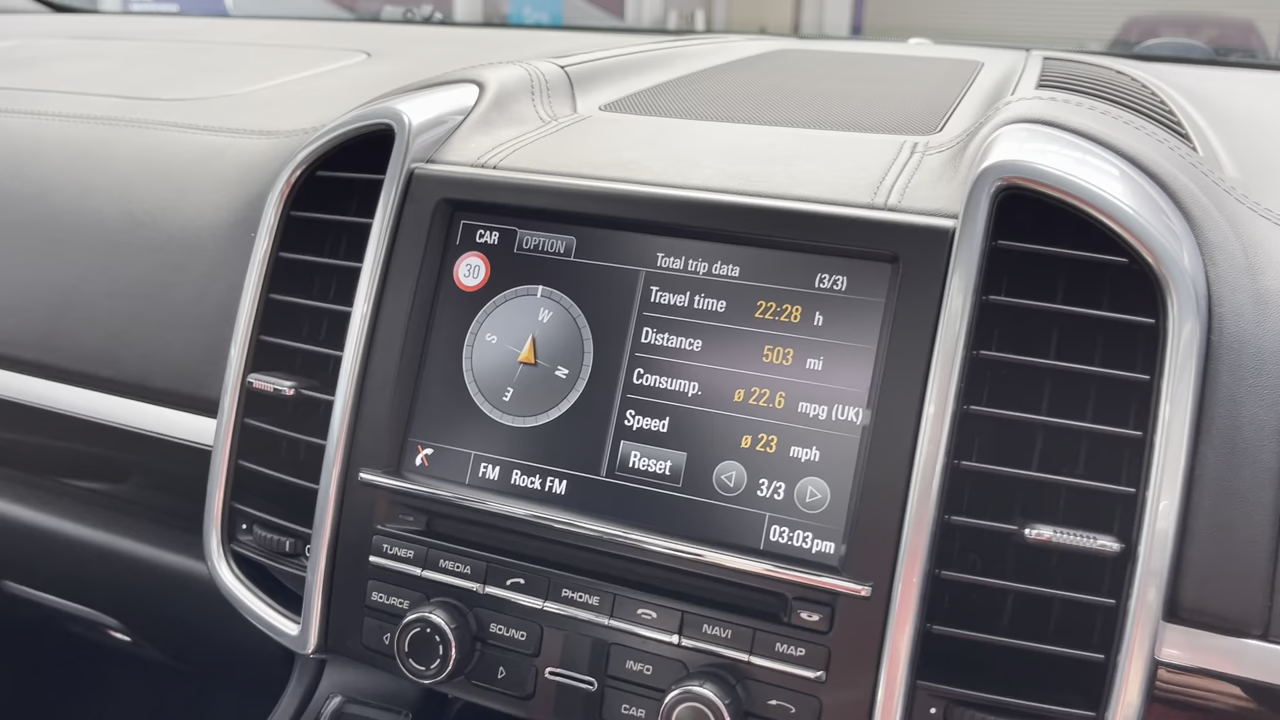 CAR OPTION
30
Total trip data (3/3)
Travel time 22:28 h
Distance 503 mi
Consump. ø 22.6 mpg (UK)
Speed ø 23 mph
Reset 3/3
W
S
N
E
FM Rock FM
03:03pm
TUNER MEDIA PHONE NAVI MAP
SOURCE SOUND INFO
CAR